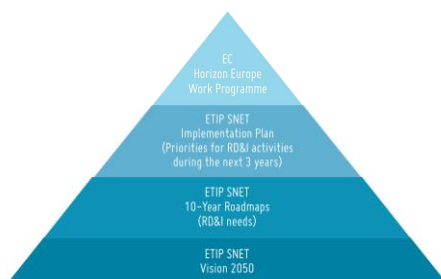 EC
Horizon Europe
Work Programme
ETIP SNET
Implementation Plan
(Priorities for RD&I activities
during the next 3 years)
ETIP SNET
10-Year Roadmaps
(RD&I needs)
ETIP SNET
Vision 2050